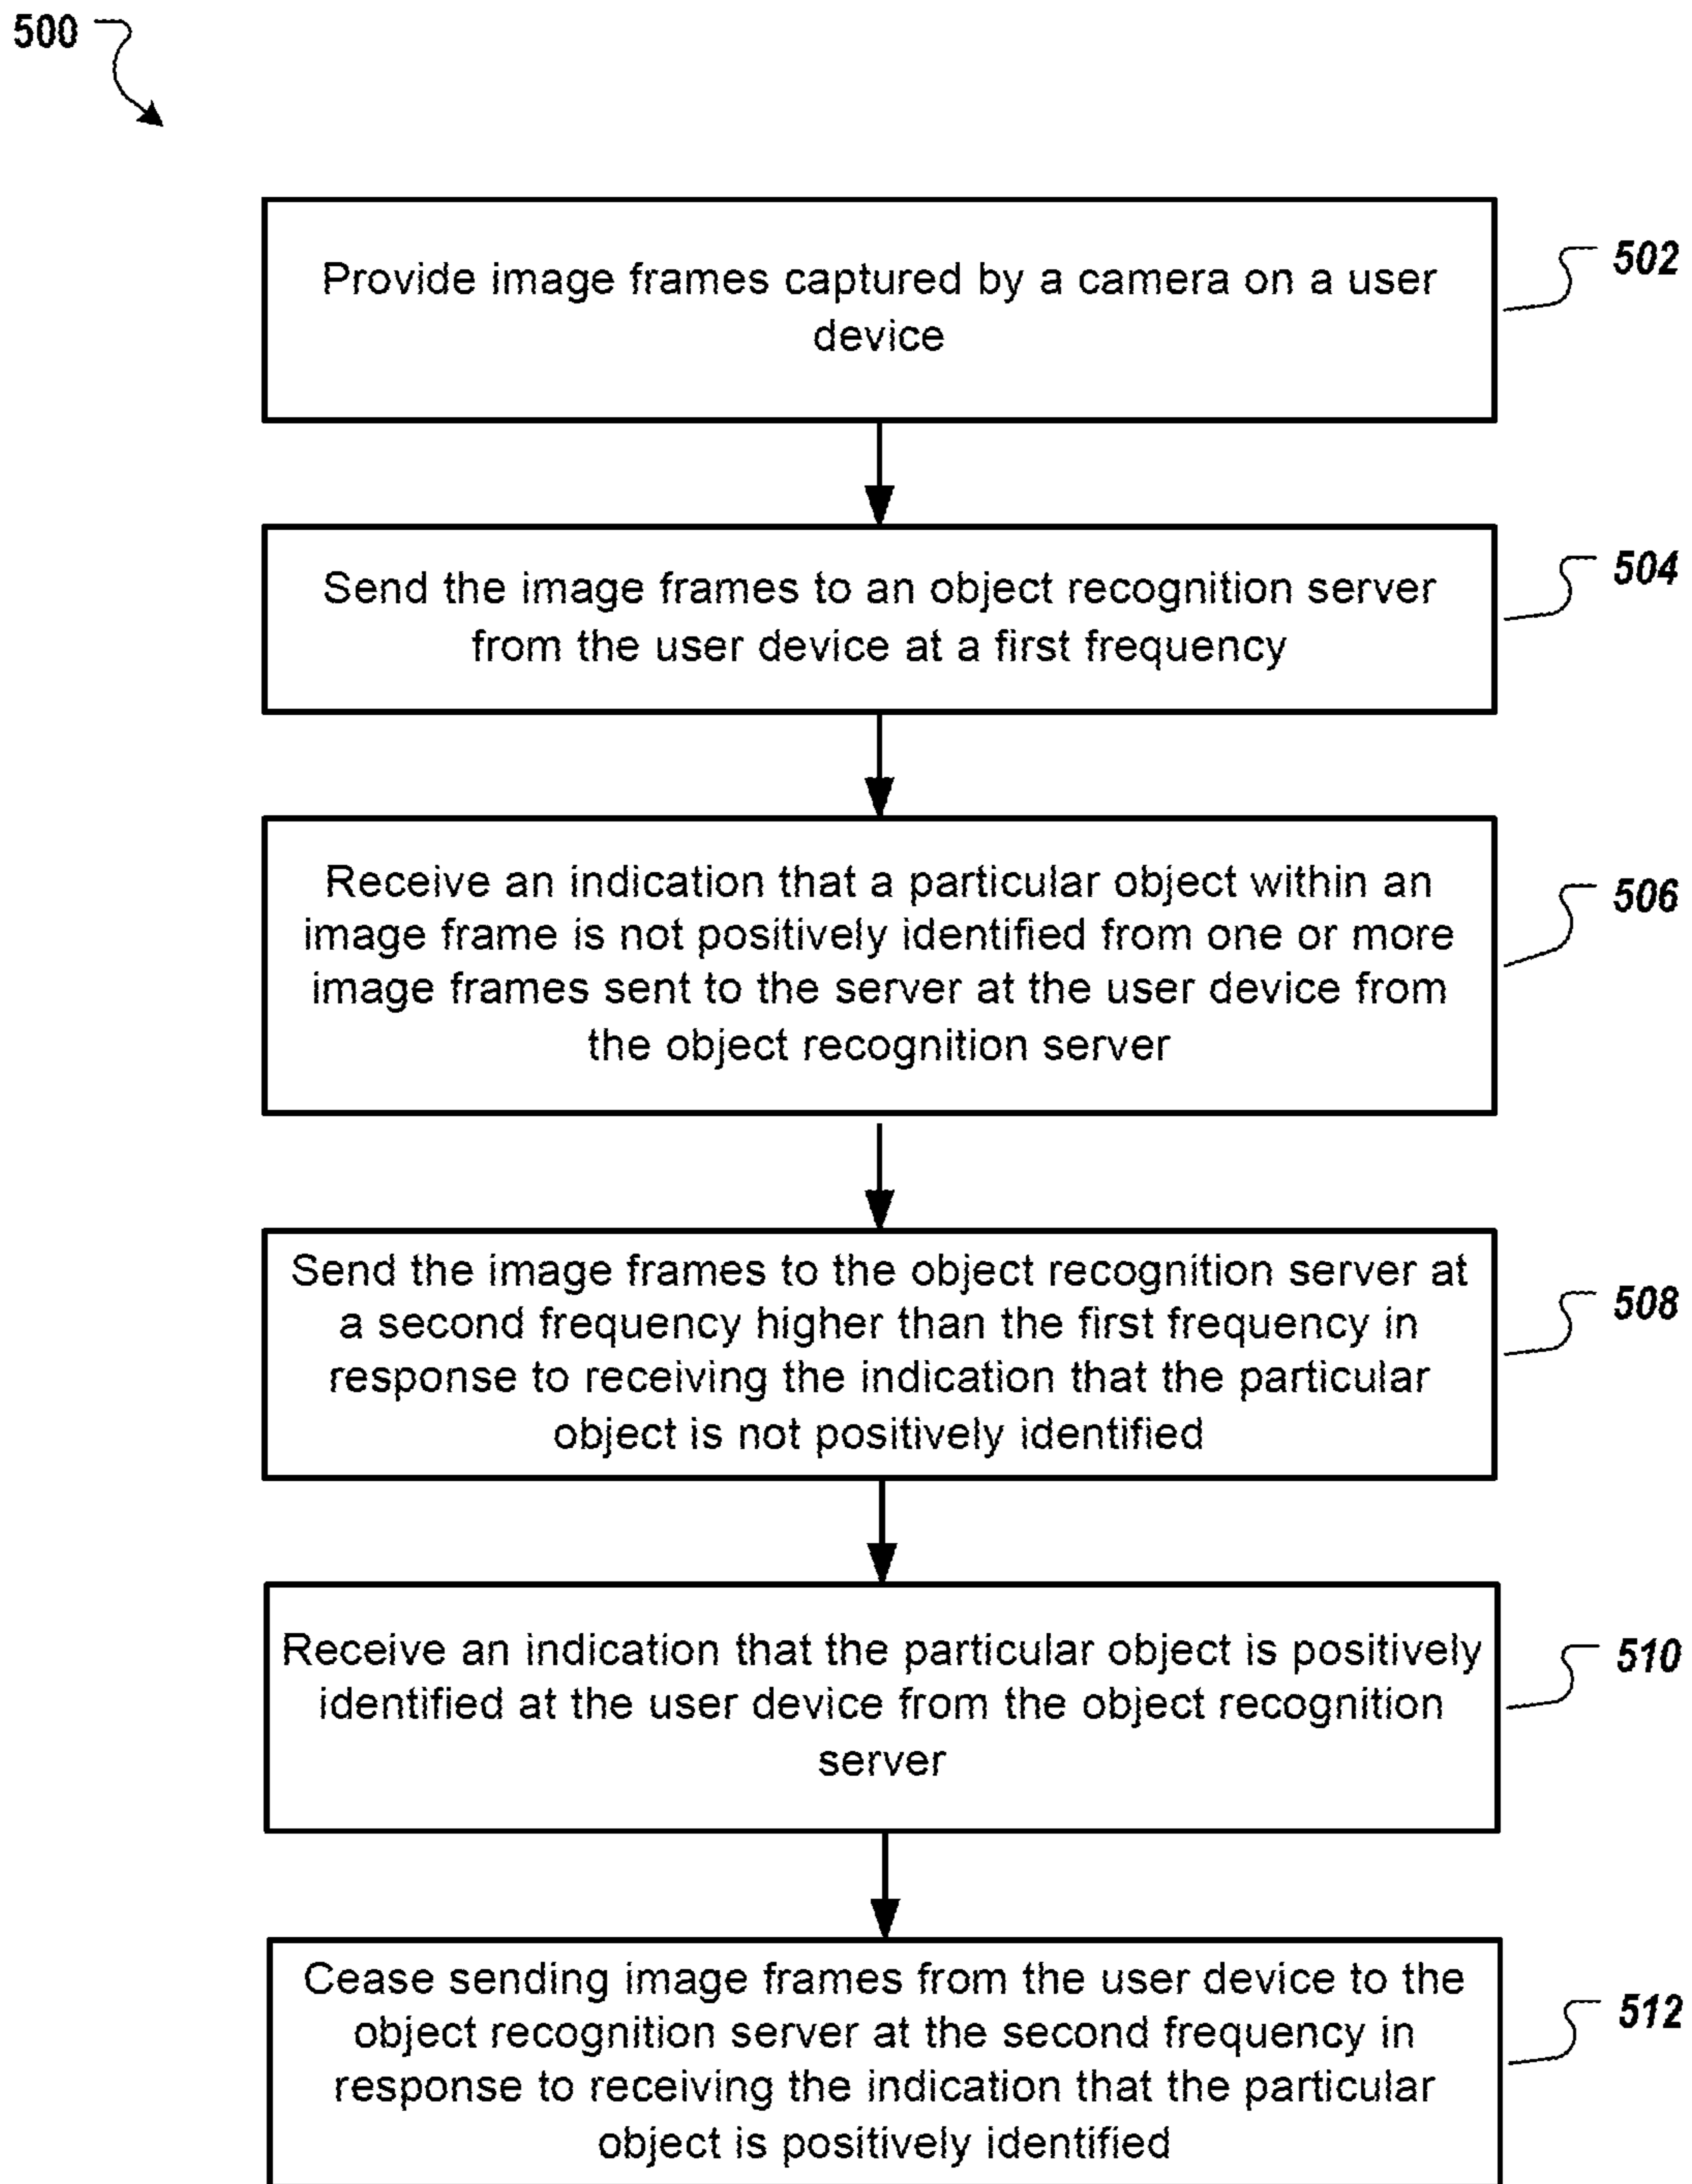 500
Provide image frames captured by a camera on a user
device
502
Send the image frames to an object recognition server
from the user device at a first frequency
504
Receive an indication that a particular object within an
image frame is not positively identified from one or more
image frames sent to the server at the user device from
the object recognition server
506
Send the image frames to the object recognition server at
a second frequency higher than the first frequency in
response to receiving the indication that the particular
object is not positively identified
508
Receive an indication that the particular object is positively
identified at the user device from the object recognition
server
510
Cease sending image frames from the user device to the
object recognition server at the second frequency in
response to receiving the indication that the particular
object is positively identified
512